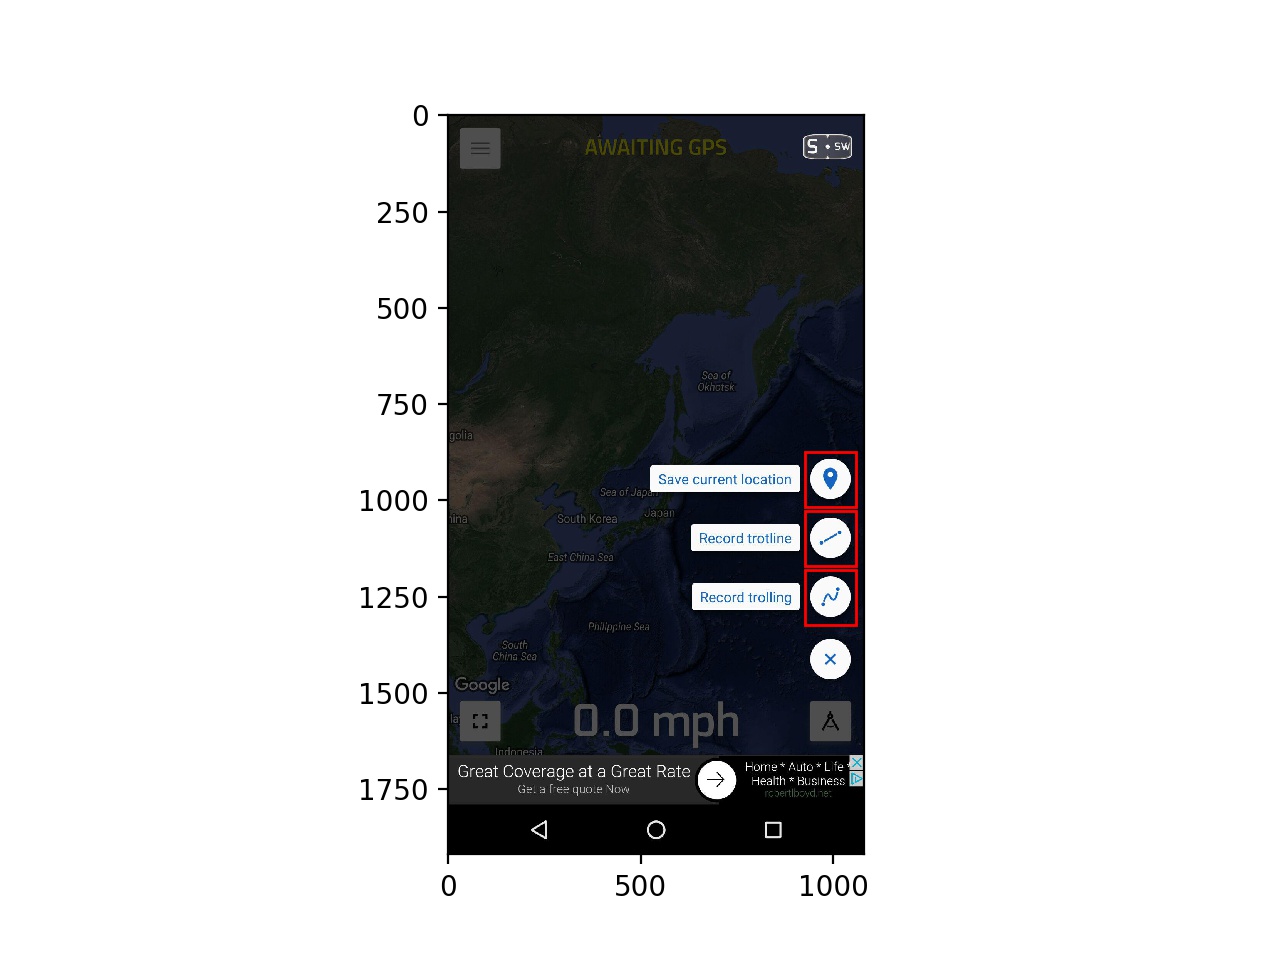 0
250
500
750
1000
1250
1500
1750
0
500
1000
AWAITING GPS
S • SW
Sea of
Okhotsk
golia
Save current location
Sea of Japan
Japan
South Korea
Record trotline
East China Sea
Record trolling
Philippine Sea
South
China Sea
Google
0.0 mph
Indonesia
Great Coverage at a Great Rate
Get a free quote Now
Home * Auto * Life *
Health * Business
robertlboyd.net